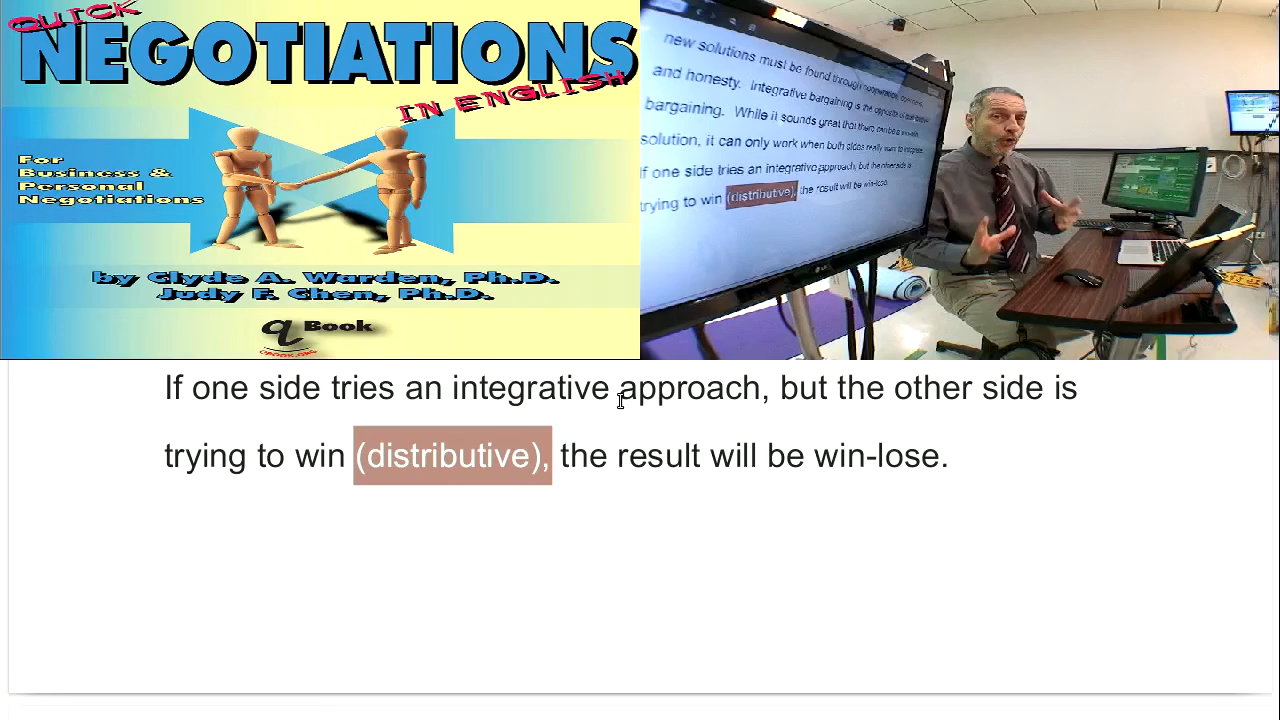 QUICK
NEGOTIATIONS
IN ENGLISH
For
Business &
Personal
Negotiations
by Clyde A. Warden, Ph.D.
Judy F. Chen, Ph.D.
q Book
new solutions must be found through cooperation, openness,
and honesty. Integrative bargaining is the opposite of
bargaining. While it sounds great that there can be a win-win
solution, it can only work when both sides really want to integrate.
If one side tries an integrative approach, but the other side is
trying to win (distributive), the result will be win-lose.
If one side tries an integrative approach, but the other side is
trying to win (distributive), the result will be win-lose.